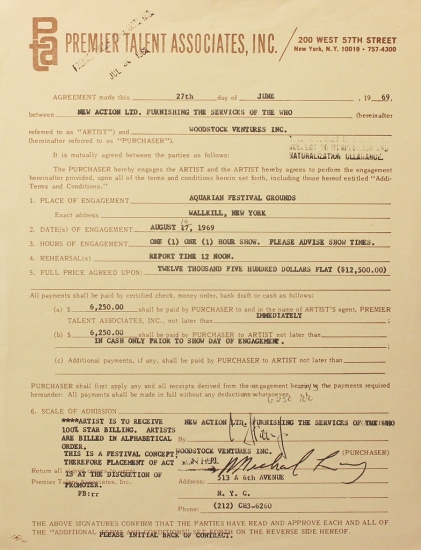 Pta PREMIER TALENT ASSOCIATES, INC. / 200 WEST 57TH STREET
New York, N.Y. 10019 • 757-4300
AGREEMENT made this 27th day of JUNE , 1969,
between NEW ACTION LTD. FURNISHING THE SERVICES OF THE WHO (hereinafter
referred to as "ARTIST") and WOODSTOCK VENTURES INC.
(hereinafter referred to as "PURCHASER").
It is mutually agreed between the parties as follows: NATURALIZATION CLEARANCE.
The PURCHASER hereby engages the ARTIST and the ARTIST hereby agrees to perform the engagement
hereinafter provided, upon all of the terms and conditions herein set forth, including those hereof entitled "Addi-
Terms and Conditions."
1. PLACE OF ENGAGEMENT AQUARIAN FESTIVAL GROUNDS
Exact address WALLKILL, NEW YORK
2. DATE(S) OF ENGAGEMENT AUGUST 17, 1969
16
3. HOURS OF ENGAGEMENT ONE (1) ONE (1) HOUR SHOW. PLEASE ADVISE SHOW TIMES.
4. REHEARSAL(s) REPORT TIME 12 NOON.
5. FULL PRICE AGREED UPON: TWELVE THOUSAND FIVE HUNDRED DOLLARS FLAT ($12,500.00)
All payments shall be paid by certified check, money order, bank draft or cash as follows:
(a) $ 6,250.00 shall be paid by PURCHASER to and in the name of ARTIST'S agent, PREMIER
TALENT ASSOCIATES, INC., not later than IMMEDIATELY ;
(b) $ 6,250.00 shall be paid by PURCHASER to ARTIST not later than
IN CASH ONLY PRIOR TO SHOW DAY OF ENGAGEMENT. ;
(c) Additional payments, if any, shall be paid by PURCHASER to ARTIST not later than
PURCHASER shall first apply any and all receipts derived from the engagement herein to the payments required
hereunder: All payments shall be made in full without any deductions whatsoever.
6. SCALE OF ADMISSION
****ARTIST IS TO RECEIVE
100% STAR BILLING. ARTISTS
ARE BILLED IN ALPHABETICAL
ORDER.
THIS IS A FESTIVAL CONCEPT
THEREFORE PLACEMENT OF ACT
IS AT THE DISCRETION OF
PROMOTER.
FB:rr
Return all
Premier Talent Associates, Inc.
NEW ACTION LTD. FURNISHING THE SERVICES OF THE WHO
By
WOODSTOCK VENTURES INC. (PURCHASER)
Address: 513 A 6th AVENUE
N. Y. C.
Phone: (212) CH3-6260
THE ABOVE SIGNATURES CONFIRM THAT THE PARTIES HAVE READ AND APPROVE EACH AND ALL OF
THE "ADDITIONAL SET FORTH ON THE REVERSE SIDE HEREOF.
PLEASE INITIAL BACK OF CONTRACT.